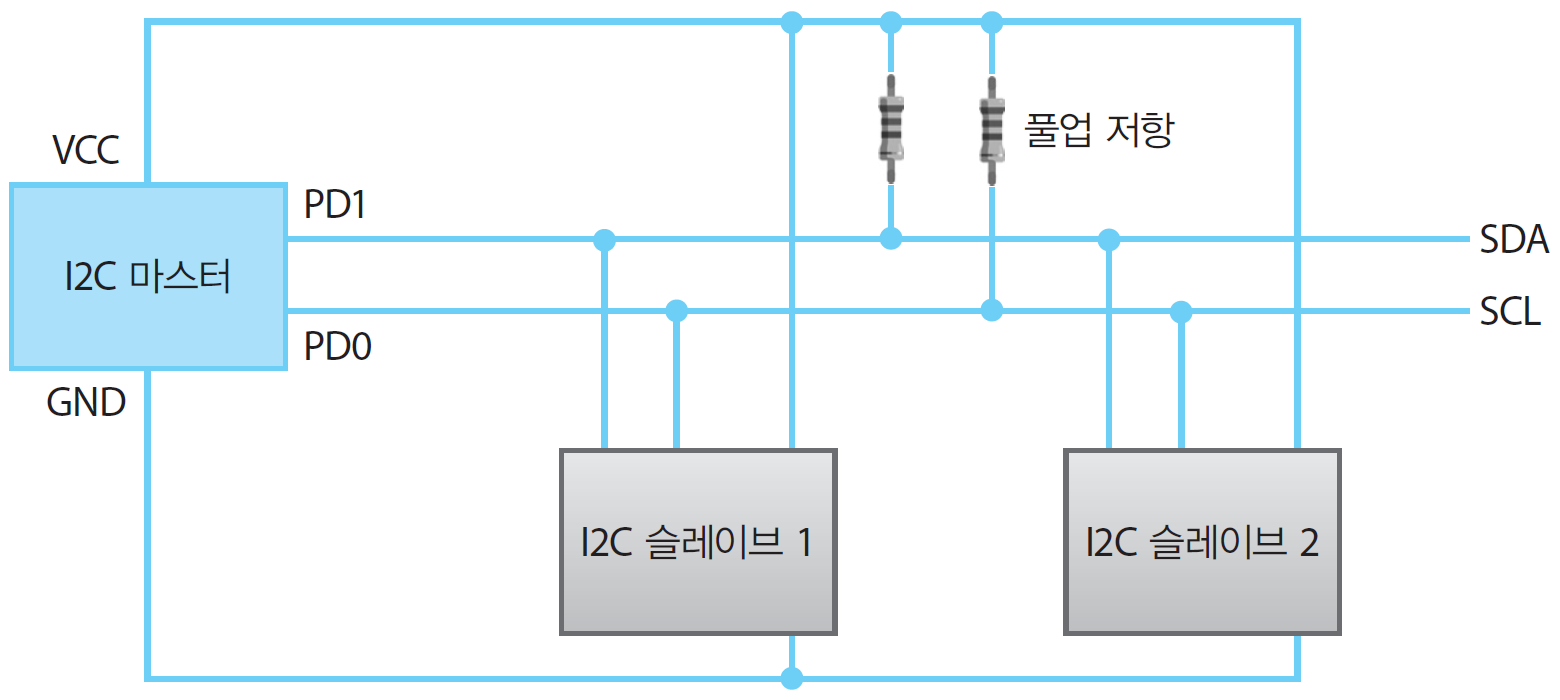 VCC
풀업 저항
PD1
SDA
I2C 마스터
SCL
PD0
GND
I2C 슬레이브 1
I2C 슬레이브 2